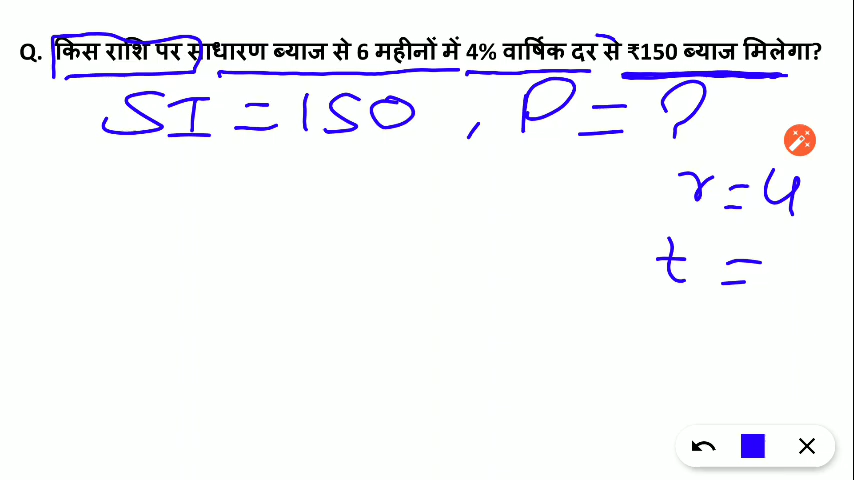 Q. किस राशि पर साधारण ब्याज से 6 महीनों में 4% वार्षिक दर से ₹150 ब्याज मिलेगा?
SI = 150 , P = ?
r = 4
t =